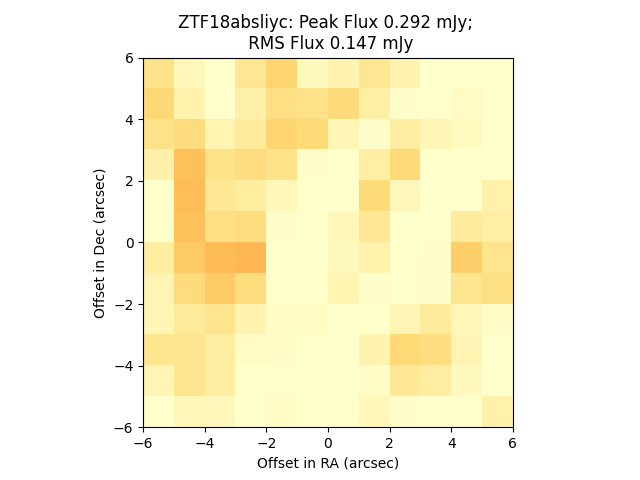 ZTF18absliyc: Peak Flux 0.292 mJy;
RMS Flux 0.147 mJy
6
4
2
0
−2
−4
−6
Offset in Dec (arcsec)
−6 −4 −2 0 2 4 6
Offset in RA (arcsec)